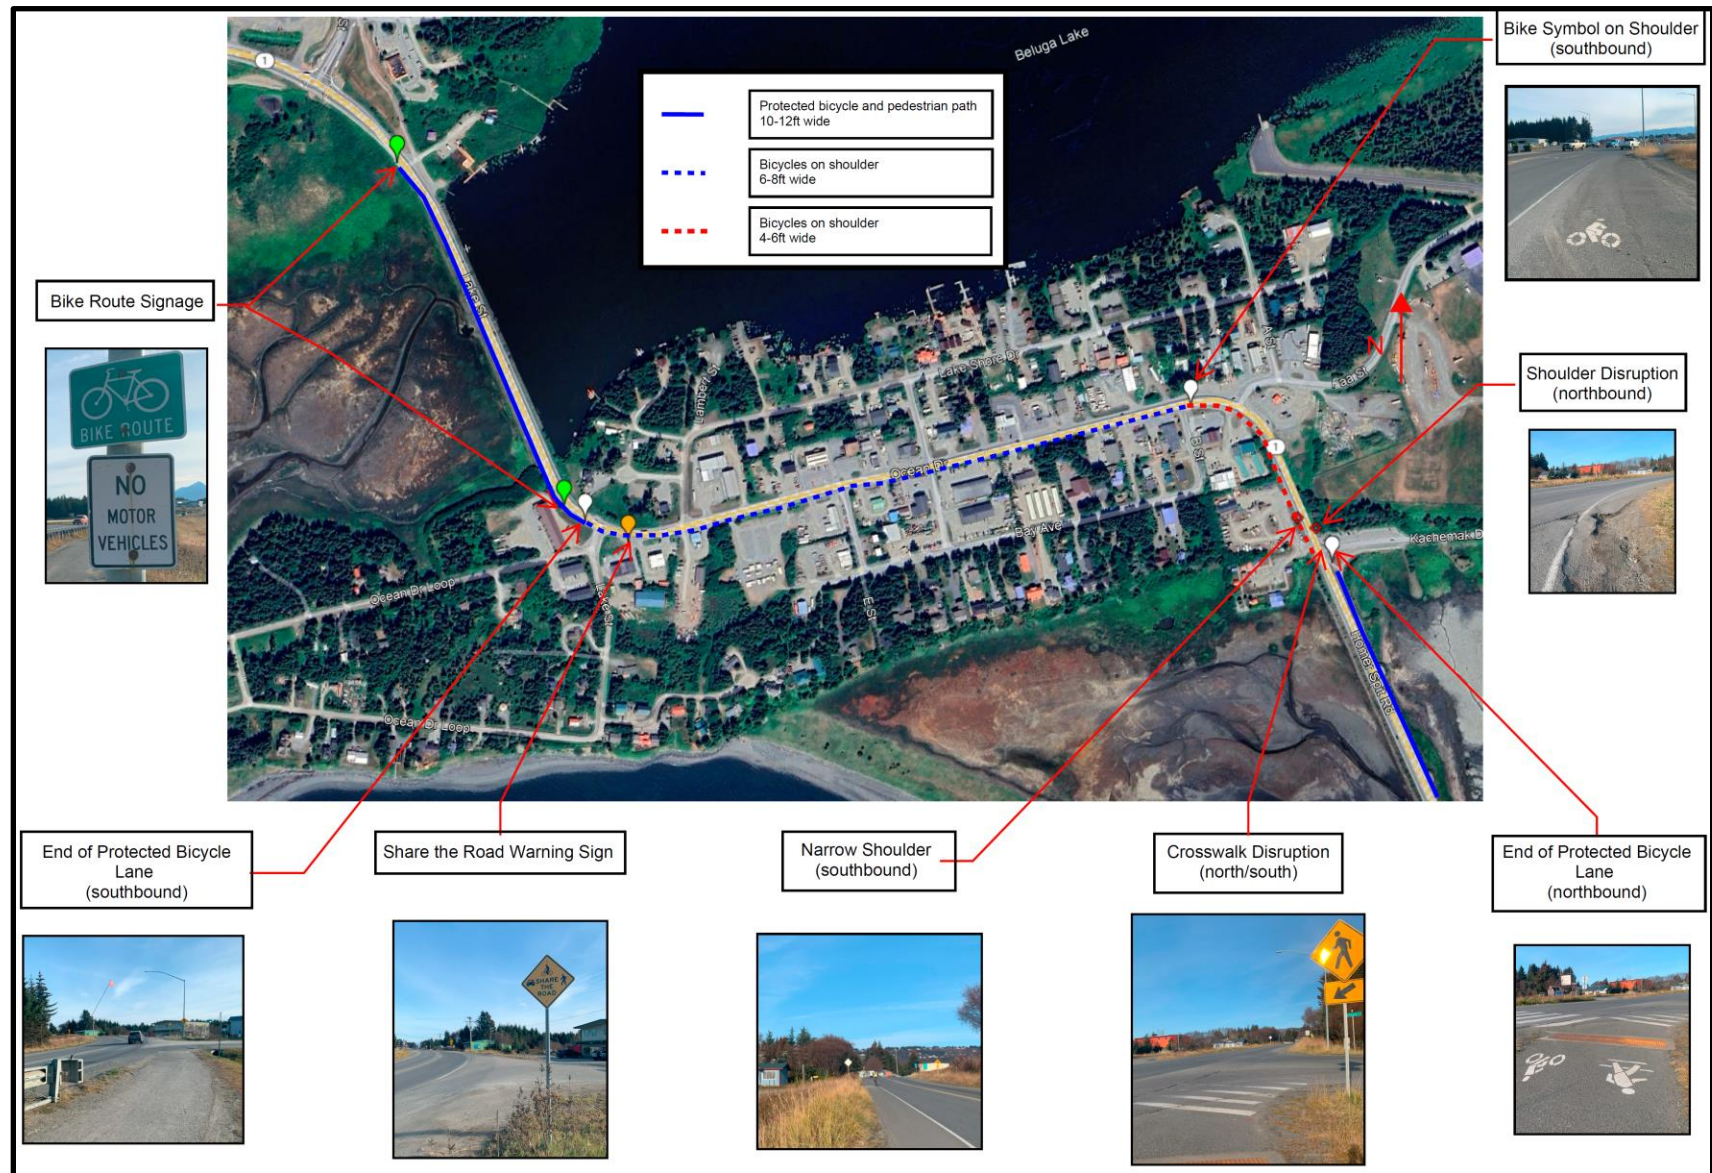 Bike Symbol on Shoulder
(southbound)
Beluga Lake
1
Protected bicycle and pedestrian path
10-12ft wide
Bicycles on shoulder
6-8ft wide
Bicycles on shoulder
4-6ft wide
Bike Route Signage
BIKE ROUTE
NO
MOTOR
VEHICLES
Lake St
Lambert St
Lake Shore Dr
A St
N
Shoulder Disruption
(northbound)
Ocean Dr
B St
1
Bay Ave
E St
Kachemak D
Ocean Dr Loop
Lake St
Homer Spit Rd
Ocean Dr Loop
End of Protected Bicycle
Lane
(southbound)
Share the Road Warning Sign
Narrow Shoulder
(southbound)
Crosswalk Disruption
(north/south)
End of Protected Bicycle
Lane
(northbound)
SHARE
THE
ROAD